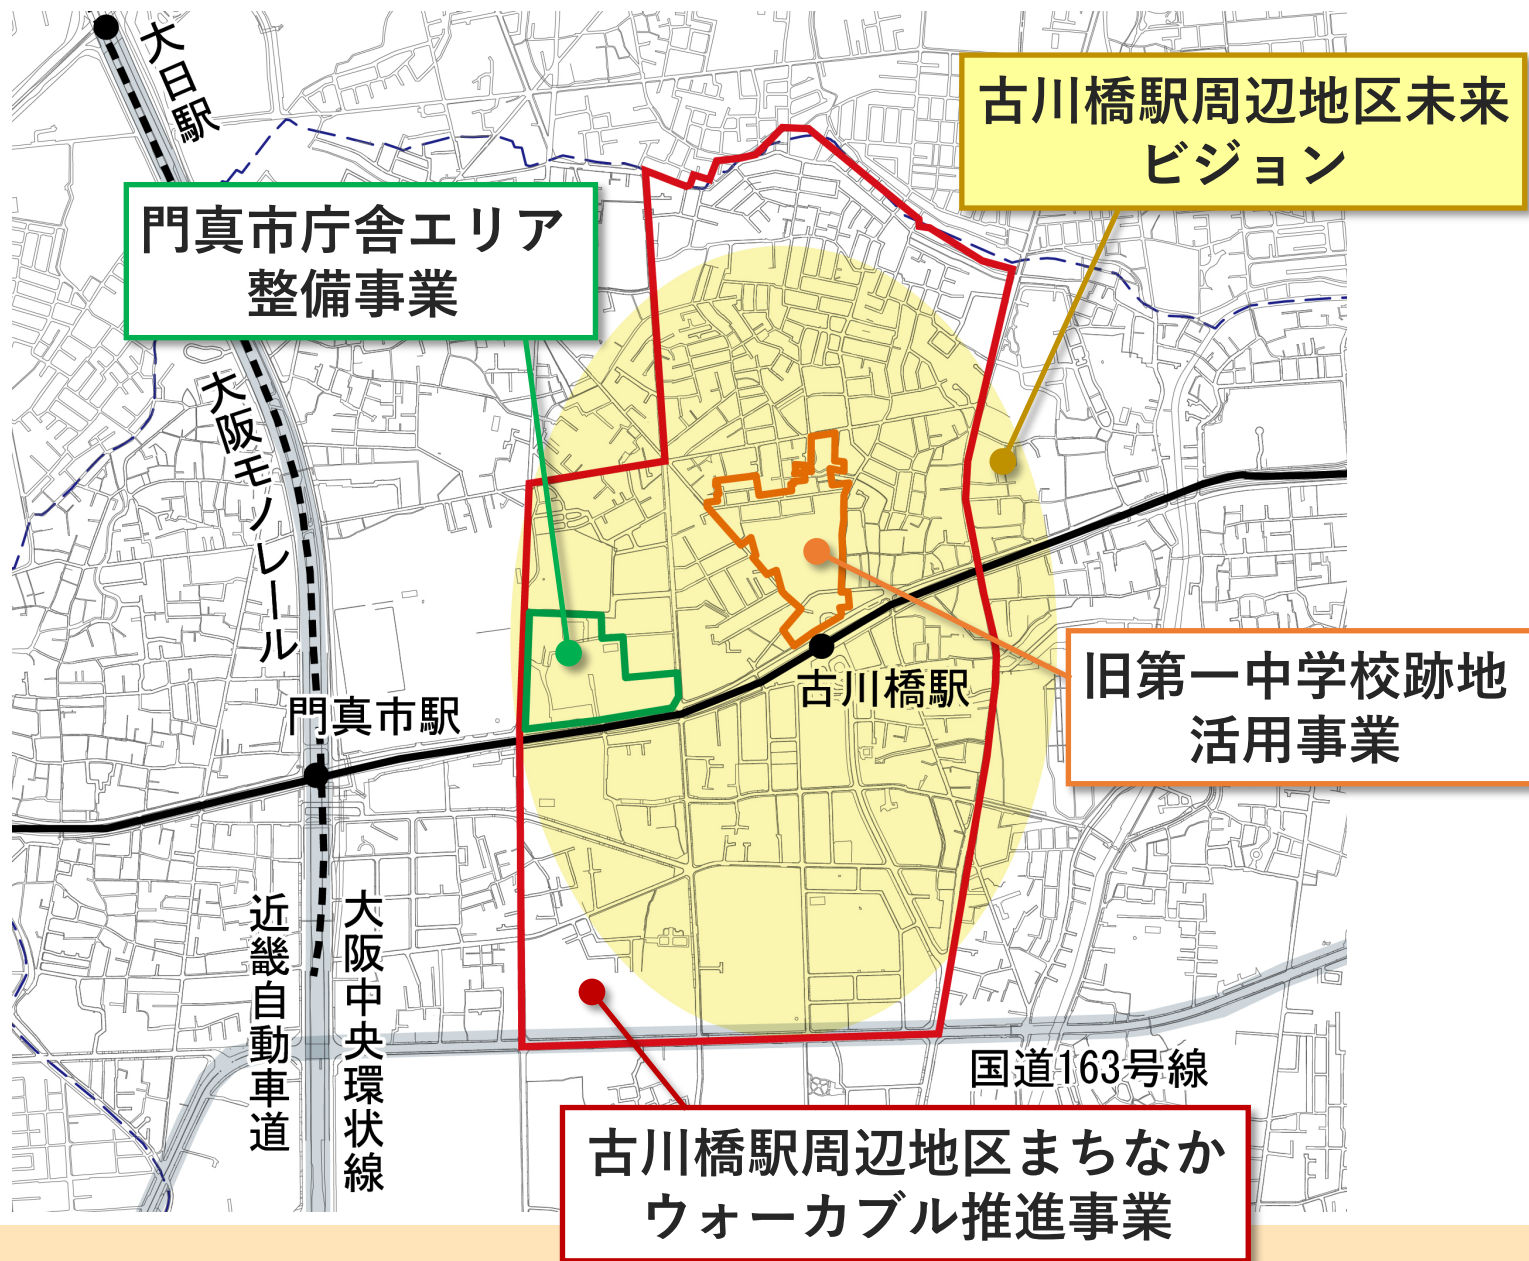 大日駅
古川橋駅周辺地区未来
ビジョン
門真市庁舎エリア
整備事業
大阪モノレール
門真市駅
古川橋駅
旧第一中学校跡地
活用事業
近畿自動車道
大阪中央環状線
国道163号線
古川橋駅周辺地区まちなか
ウォーカブル推進事業